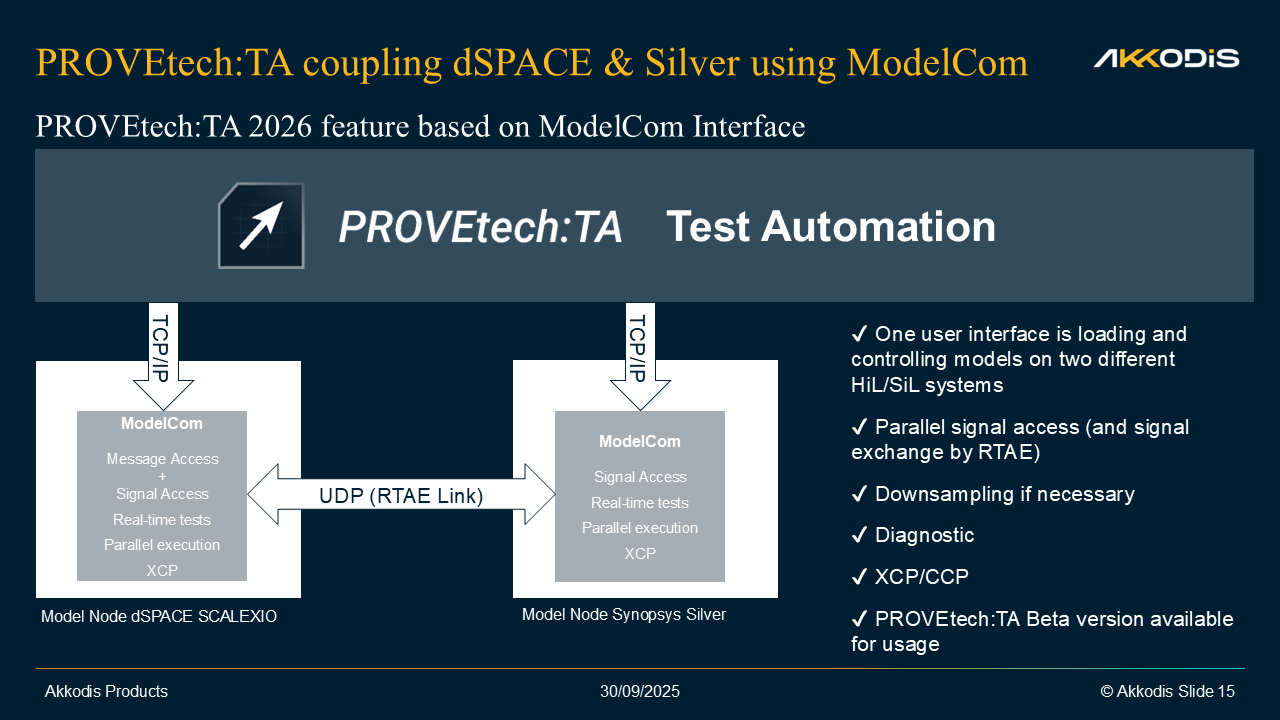 PROVEtech:TA coupling dSPACE & Silver using ModelCom
AKKODIS
PROVEtech:TA 2026 feature based on ModelCom Interface
PROVEtech:TA Test Automation
TCP/IP
TCP/IP
ModelCom
Message Access
+
Signal Access
Real-time tests
Parallel execution
XCP
Model Node dSPACE SCALEXIO
UDP (RTAE Link)
ModelCom
Signal Access
Real-time tests
Parallel execution
XCP
Model Node Synopsys Silver
✓ One user interface is loading and
controlling models on two different
HiL/SiL systems
✓ Parallel signal access (and signal
exchange by RTAE)
✓ Downsampling if necessary
✓ Diagnostic
✓ XCP/CCP
✓ PROVEtech:TA Beta version available
for usage
Akkodis Products
30/09/2025
© Akkodis Slide 15